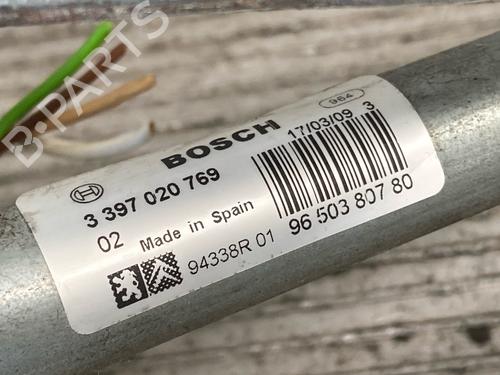 B-PARTS
984
BOSCH
17/03/09 3
3 397 020 769
02 Made in Spain
96 503 807 80
94338R 01